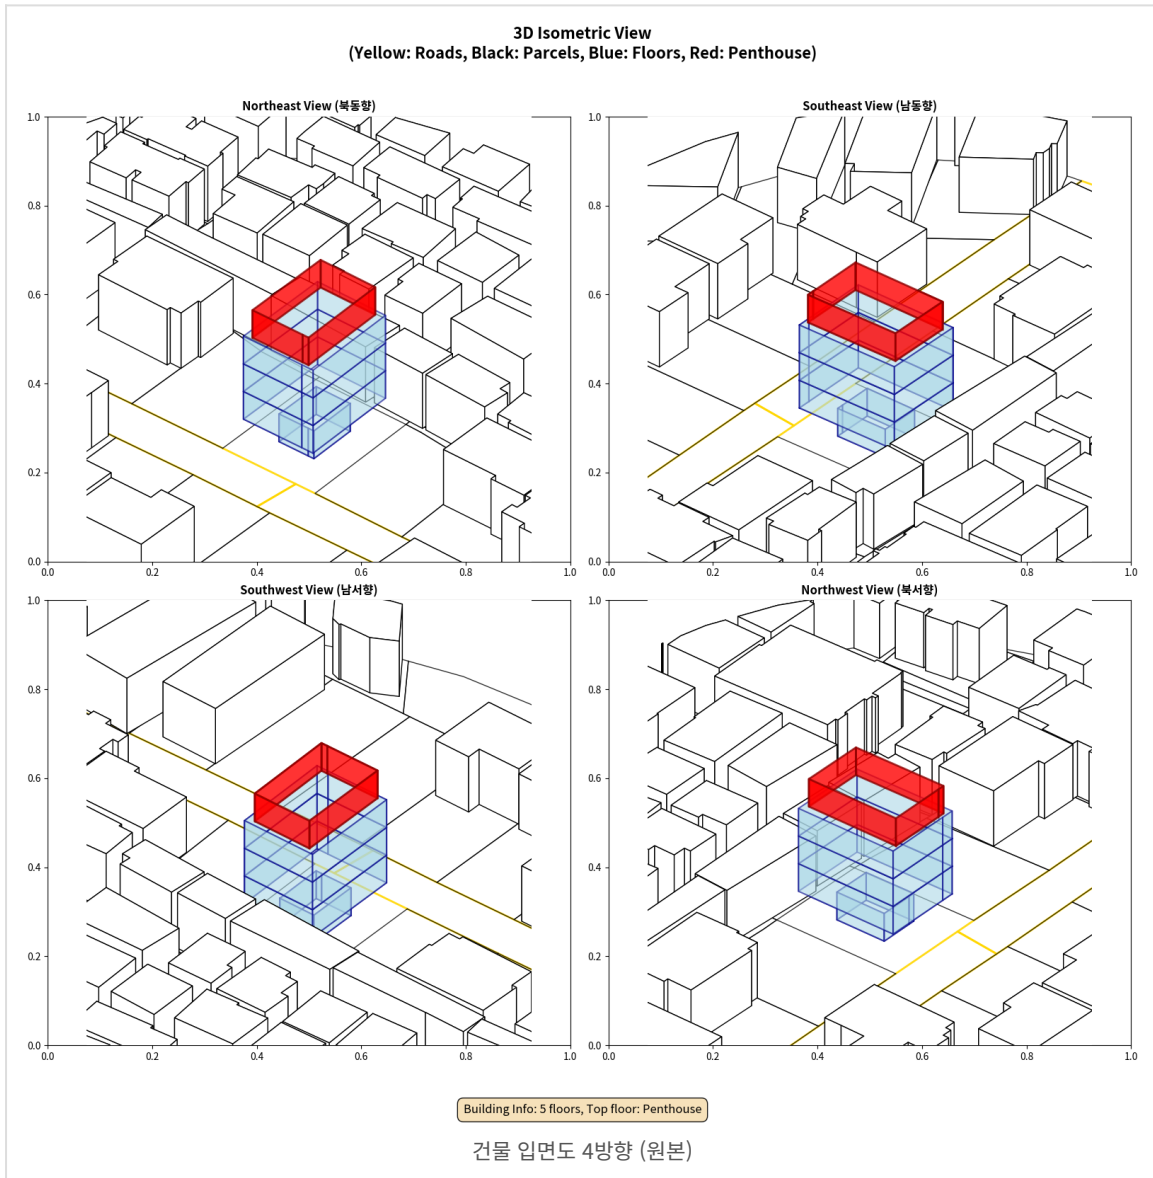 3D Isometric View
(Yellow: Roads, Black: Parcels, Blue: Floors, Red: Penthouse)
Northeast View (북동향)
1.0
0.8
0.6
0.4
0.2
0.0
0.0 0.2 0.4 0.6 0.8 1.0
Southeast View (남동향)
1.0
0.8
0.6
0.4
0.2
0.0
0.0 0.2 0.4 0.6 0.8 1.0
Southwest View (남서향)
1.0
0.8
0.6
0.4
0.2
0.0
0.0 0.2 0.4 0.6 0.8 1.0
Northwest View (북서향)
1.0
0.8
0.6
0.4
0.2
0.0
0.0 0.2 0.4 0.6 0.8 1.0
Building Info: 5 floors, Top floor: Penthouse
건물 입면도 4방향 (원본)